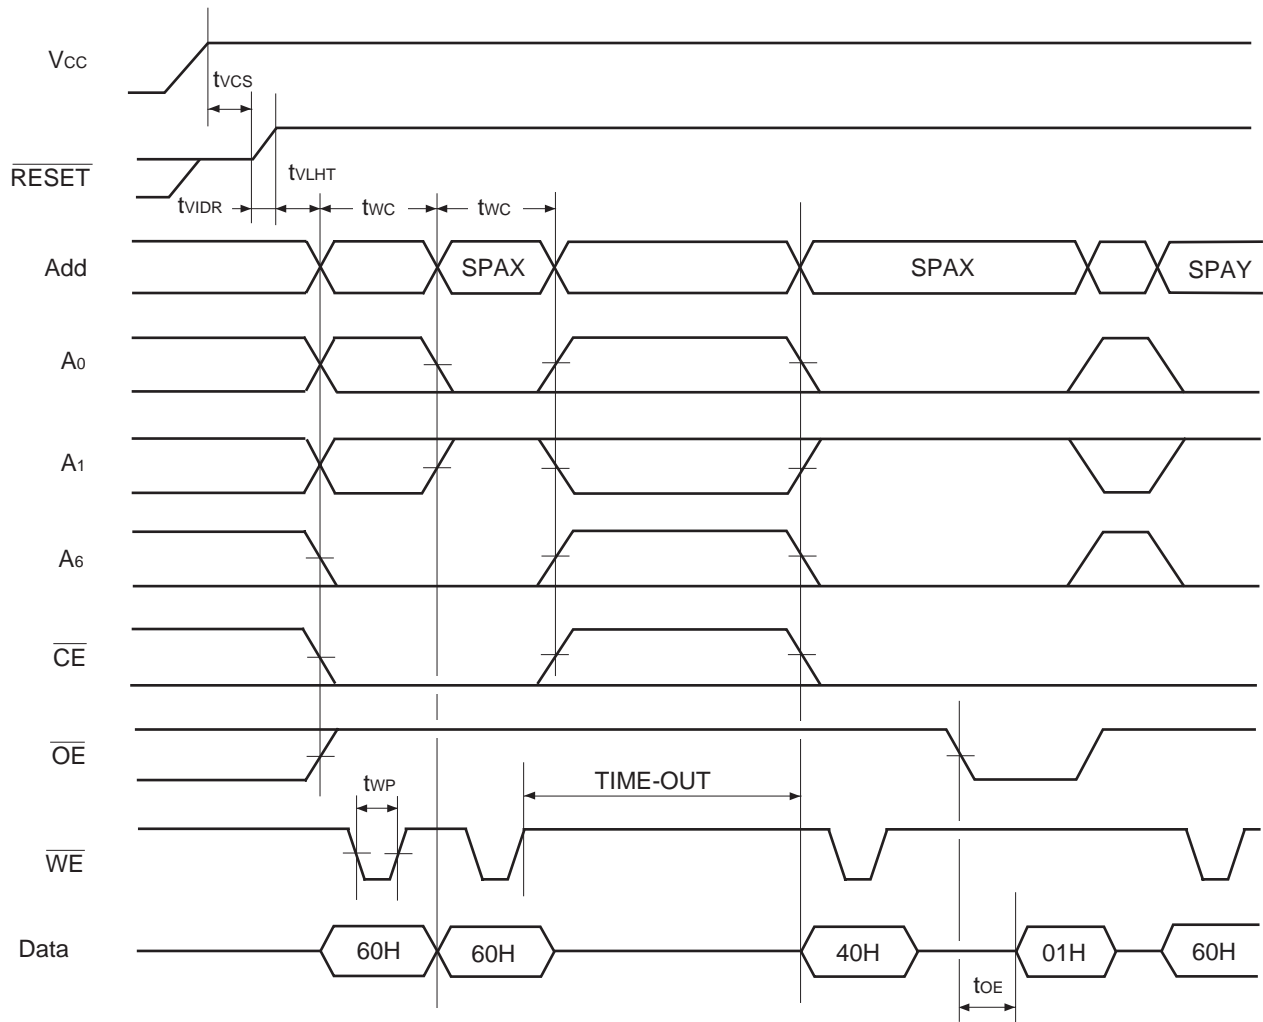 VCC
tVCS
RESET
tVLHT
tVIDR
tWC
tWC
Add
SPAX
SPAX
SPAY
A0
A1
A6
CE
OE
tWP
TIME-OUT
WE
Data
60H
60H
40H
01H
60H
tOE